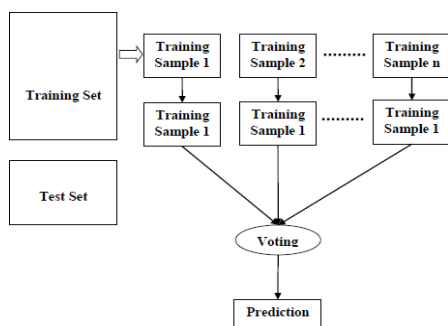 Training Set
Training
Sample 1
Training
Sample 2
Training
Sample n
Training
Sample 1
Training
Sample 1
Training
Sample 1
Test Set
Voting
Prediction